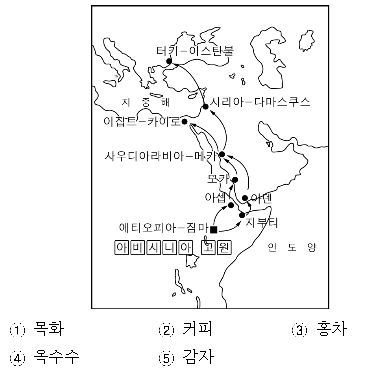 터키-이스탄불
지 중 해
시리아-다마스쿠스
이집트-카이로
사우디아라비아-메카
모카
아셉
아덴
지부티
에티오피아-짐마
아비시니아 고원
인 도 양
① 목화
② 커피
③ 홍차
④ 옥수수
⑤ 감자